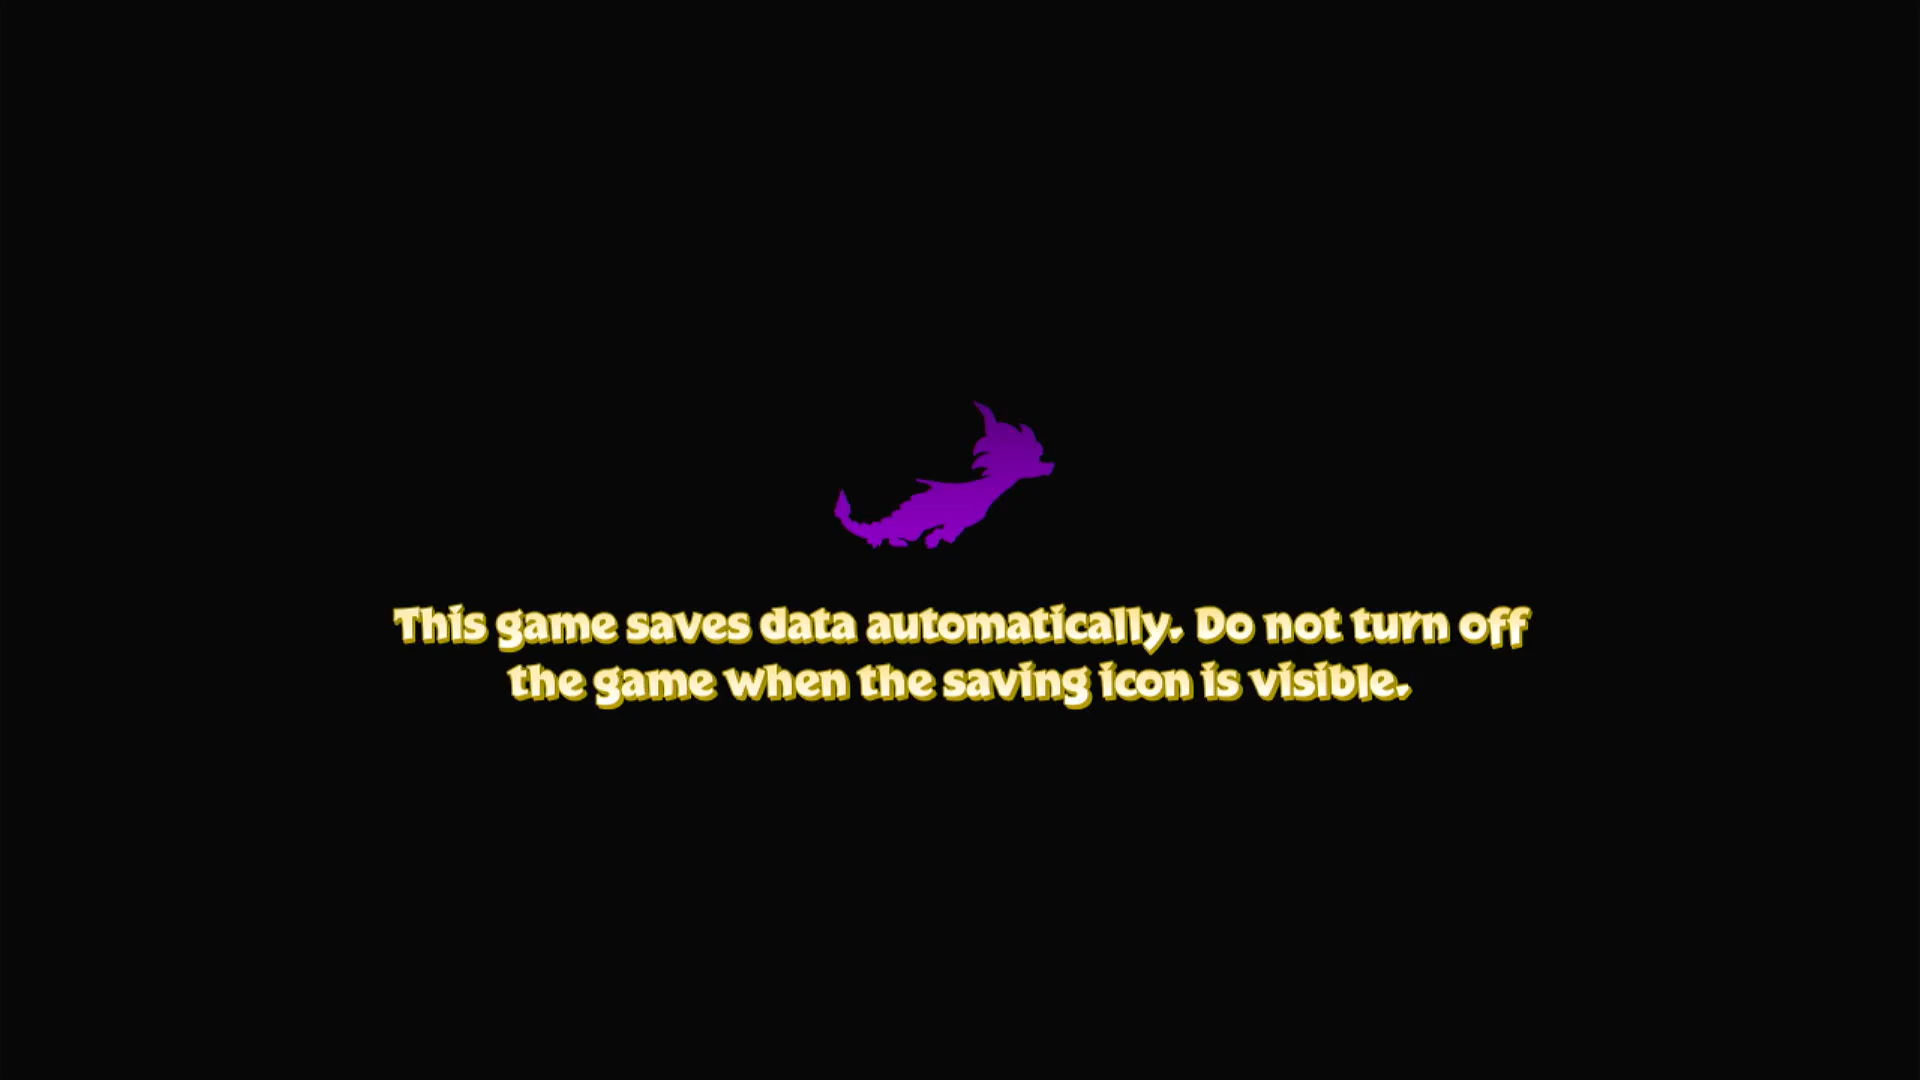 This game saves data automatically. Do not turn off
the game when the saving icon is visible.